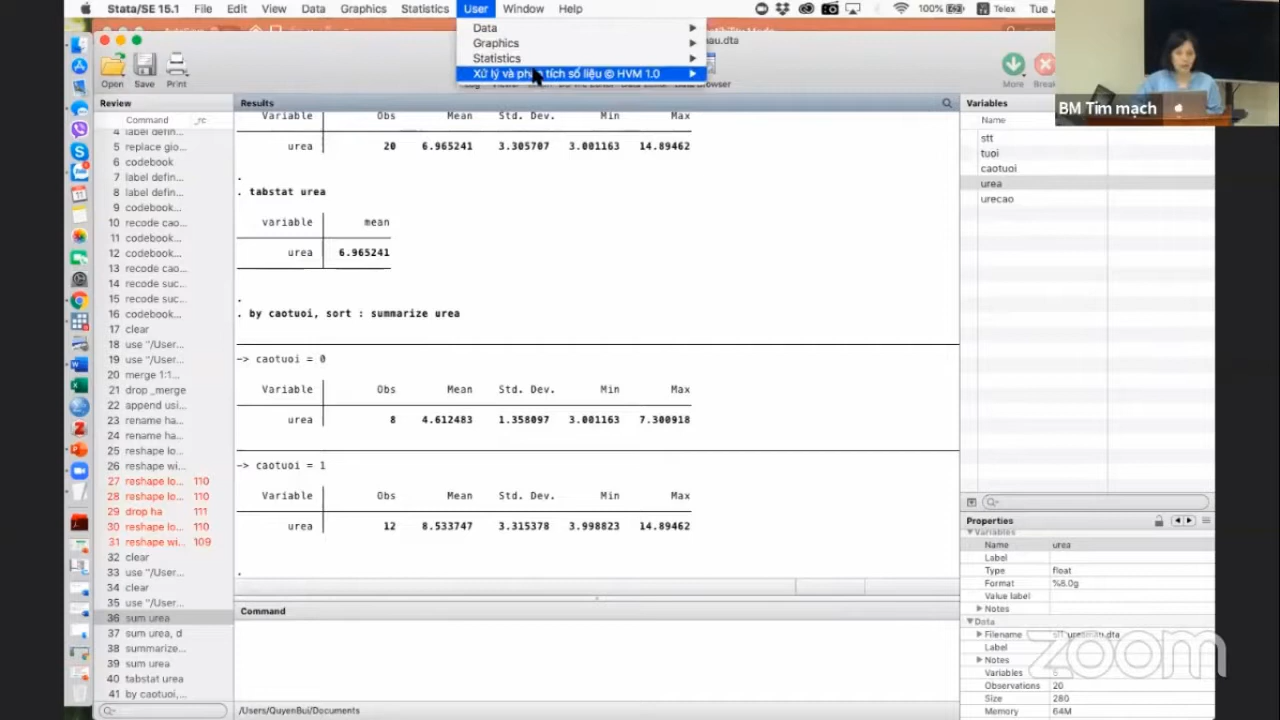 Stata/SE 15.1 File Edit View Data Graphics Statistics User Window Help 100% Telex Tue
Data
Graphics
Statistics
Xử lý và phân tích số liệu © HVM 1.0
mau.dta
Open Save Print
More Break
Review
Command _rc
4 label defin...
5 replace gio...
6 codebook
7 label defin...
8 label defin...
9 codebook...
10 recode cao...
11 codebook...
12 codebook...
13 recode cao...
14 recode suc...
15 recode suc...
16 codebook...
17 clear
18 use "/User...
19 use "/User...
20 merge 1:1...
21 drop _merge
22 append usi...
23 rename ha...
24 rename ha...
25 reshape lo...
26 reshape wi...
27 reshape lo... 110
28 reshape lo... 110
29 drop ha 111
30 reshape lo... 110
31 reshape wi... 109
32 clear
33 use "/User...
34 clear
35 use "/User...
36 sum urea
37 sum urea, d
38 summarize...
39 sum urea
40 tabstat urea
41 by caotuoi,...
Results
Variable Obs Mean Std. Dev. Min Max
urea 20 6.965241 3.305707 3.001163 14.89462
.
. tabstat urea
variable mean
urea 6.965241
.
. by caotuoi, sort : summarize urea
-> caotuoi = 0
Variable Obs Mean Std. Dev. Min Max
urea 8 4.612483 1.358097 3.001163 7.300918
-> caotuoi = 1
Variable Obs Mean Std. Dev. Min Max
urea 12 8.533747 3.315378 3.998823 14.89462
.
Command
/Users/QuyenBui/Documents
BM Tim mach
Variables
Name
stt
tuoi
caotuoi
urea
urecao
Properties
Variables
Name urea
Label
Type float
Format %8.0g
Value label
Notes
Data
Filename
Label
Notes
Variables 5
Observations 20
Size 280
Memory 64M
zoom